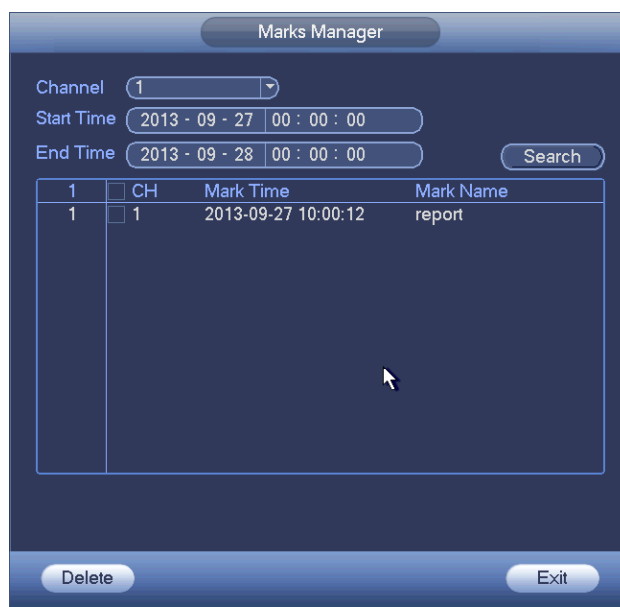 Marks Manager
Channel 1
Start Time 2013 - 09 - 27 00 : 00 : 00
End Time 2013 - 09 - 28 00 : 00 : 00
Search
1 CH Mark Time Mark Name
1 1 2013-09-27 10:00:12 report
Delete Exit